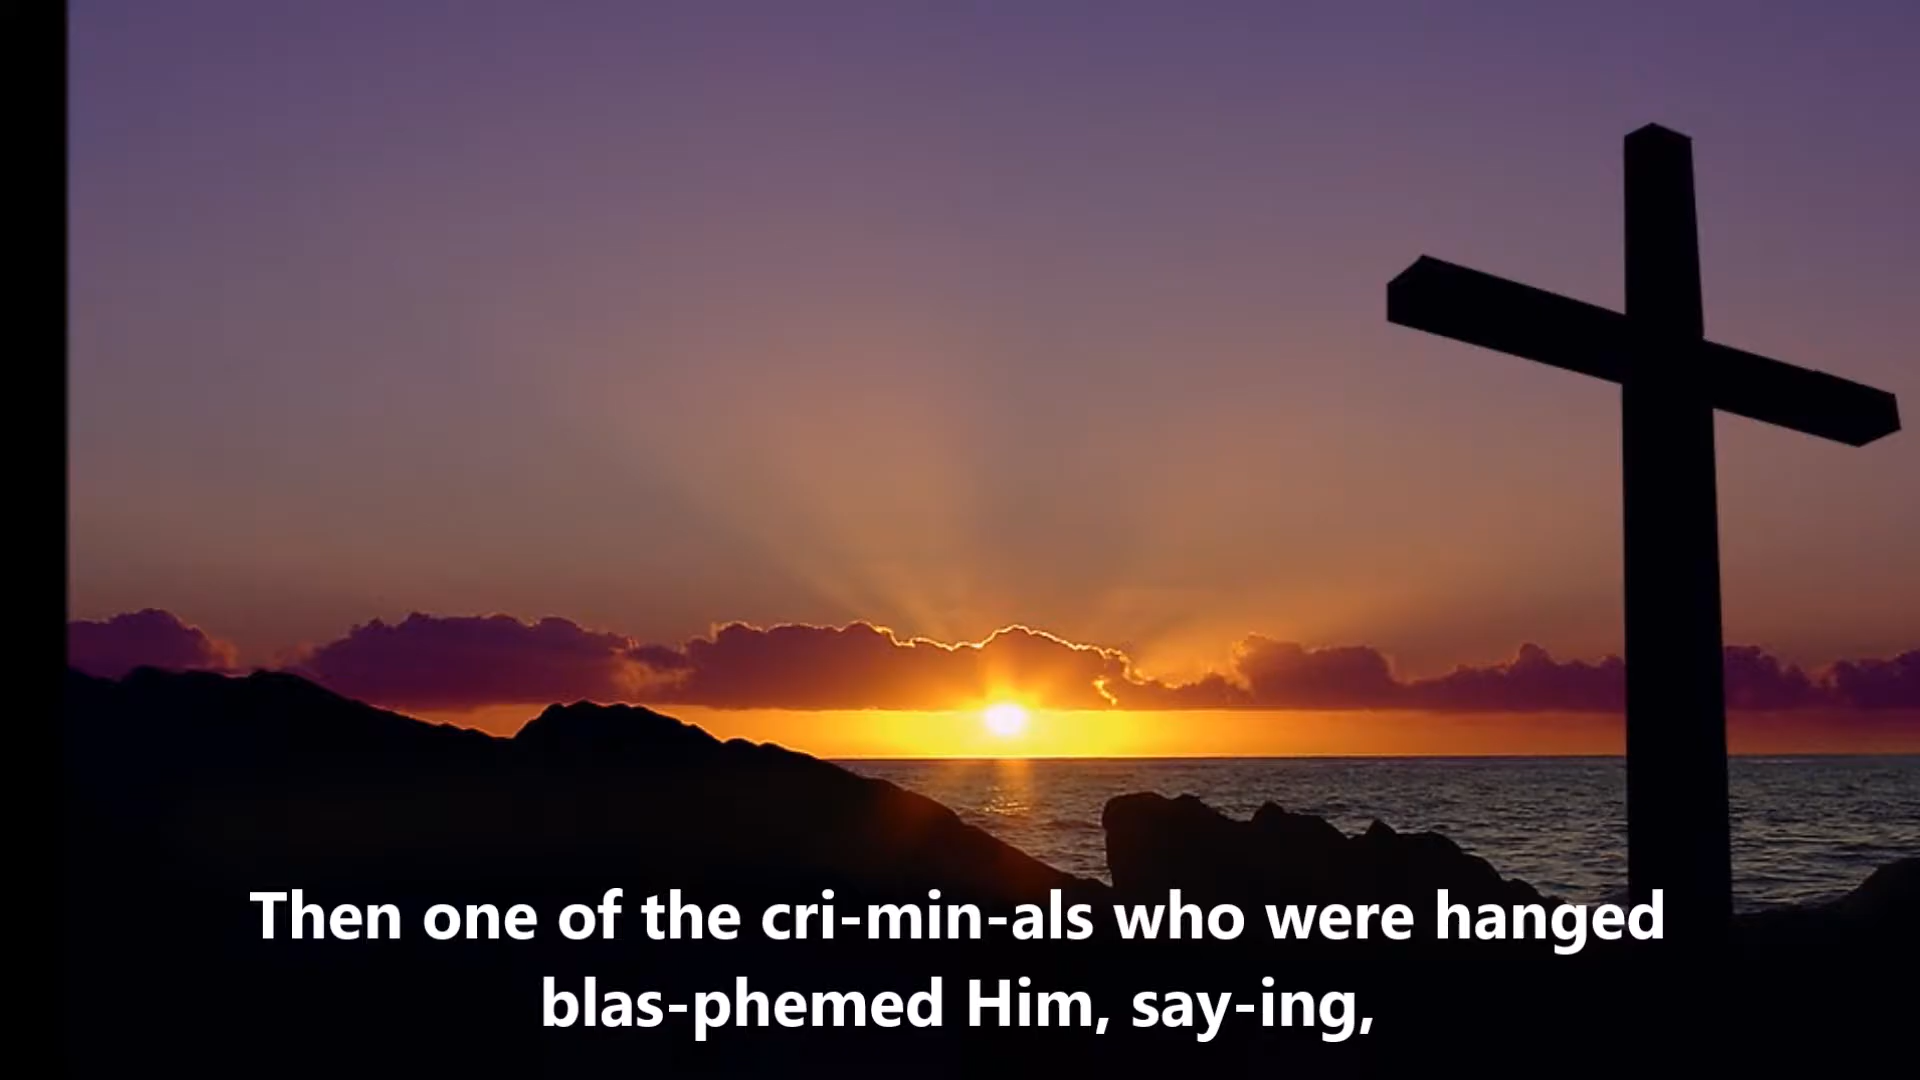 Then one of the cri-min-als who were hanged
blas-phemed Him, say-ing,